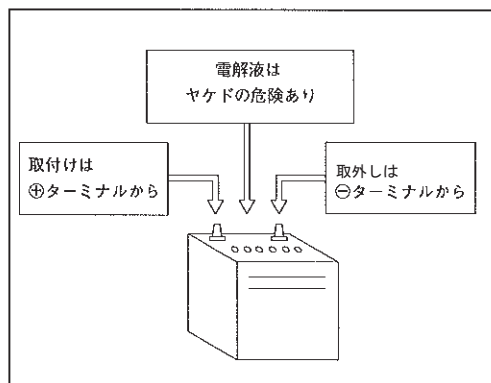 電解液は
ヤケドの危険あり
取付けは
⊕ターミナルから
取外しは
⊖ターミナルから